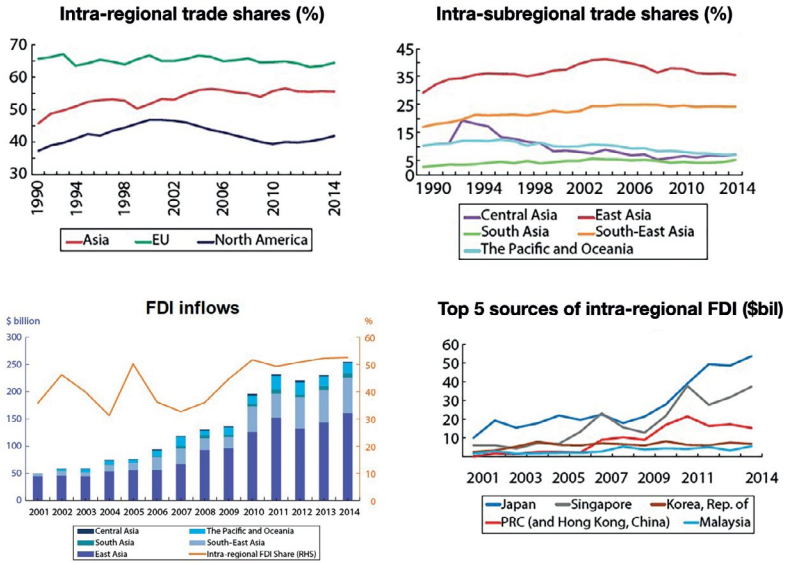 Intra-regional trade shares (%)
70
60
50
40
30
1990
1994
1998
2002
2006
2010
2014
Asia
EU
North America
Intra-subregional trade shares (%)
45
35
25
15
5
0
1990
1994
1998
2002
2006
2010
2014
Central Asia
East Asia
South Asia
South-East Asia
The Pacific and Oceania
FDI inflows
$ billion
%
300
250
200
150
100
50
0
60
50
40
30
20
10
0
2001 2002 2003 2004 2005 2006 2007 2008 2009 2010 2011 2012 2013 2014
Central Asia
The Pacific and Oceania
South Asia
South-East Asia
East Asia
Intra-regional FDI Share (RHS)
Top 5 sources of intra-regional FDI ($bil)
60
50
40
30
20
10
2001 2003 2005 2007 2009 2011 2014
Japan
Singapore
Korea, Rep. of
PRC (and Hong Kong, China)
Malaysia